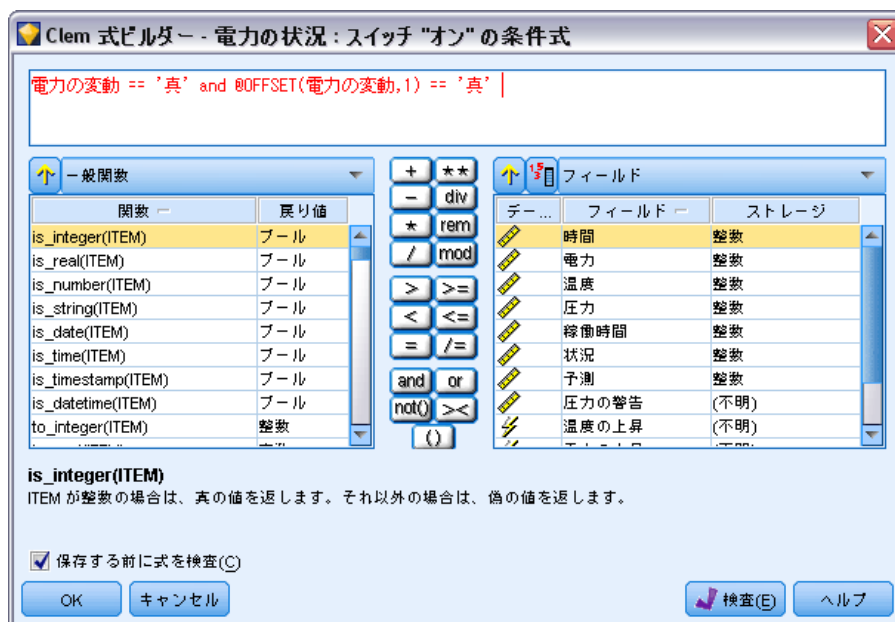 Clem 式ビルダー - 電力の状況 : スイッチ "オン" の条件式
電力の変動 == '真' and @OFFSET(電力の変動,1) == '真'
一般関数
関数 戻り値
is_integer(ITEM) ブール
is_real(ITEM) ブール
is_number(ITEM) ブール
is_string(ITEM) ブール
is_date(ITEM) ブール
is_time(ITEM) ブール
is_timestamp(ITEM) ブール
is_datetime(ITEM) ブール
to_integer(ITEM) 整数
+ **
- div
* rem
/ mod
> >=
< <=
= /=
and or
not() ><
()
フィールド
デー... フィールド ストレージ
時間 整数
電力 整数
温度 整数
圧力 整数
稼働時間 整数
状況 整数
予測 整数
圧力の警告 (不明)
温度の上昇 (不明)
is_integer(ITEM)
ITEM が整数の場合は、真の値を返します。それ以外の場合は、偽の値を返します。
保存する前に式を検査(C)
OK キャンセル 検査(E) ヘルプ